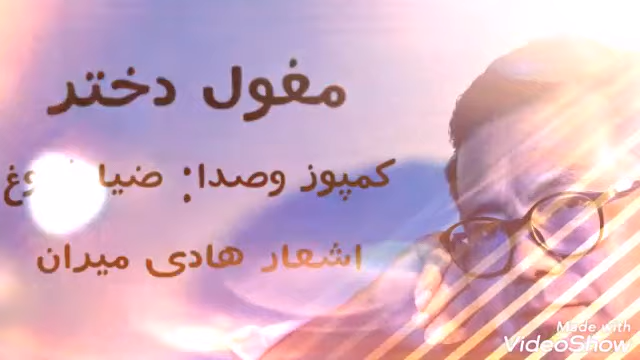 مغول دختر
کمپوز وصدا: ضیا
اشعار هادی میران
Made with
VideoShow